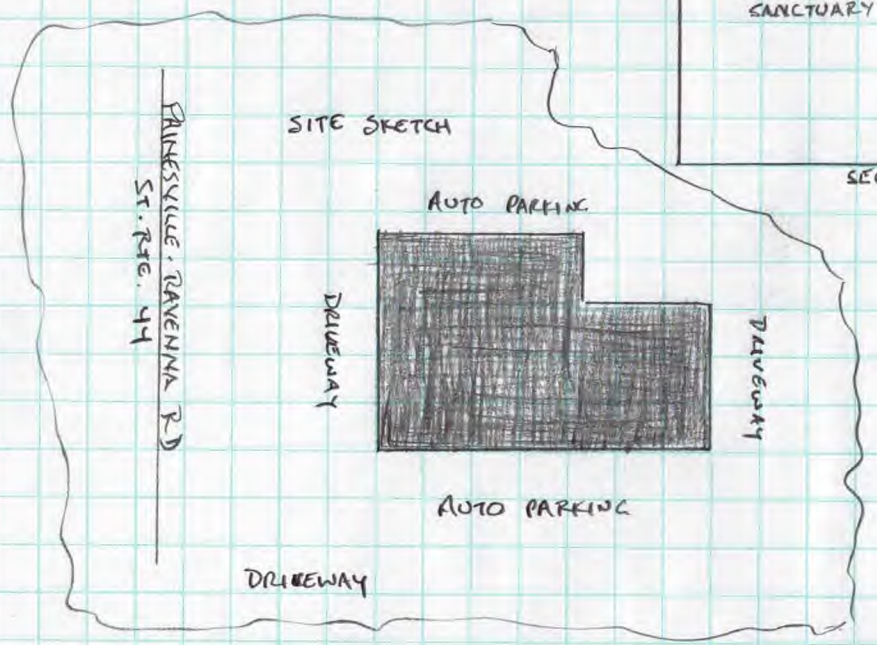 SANCTUARY
SITE SKETCH
AUTO PARKING
PAINESVILLE. RAVENNA RD
ST. RTE. 44
DRIVEWAY
DRIVEWAY
AUTO PARKING
DRIVEWAY